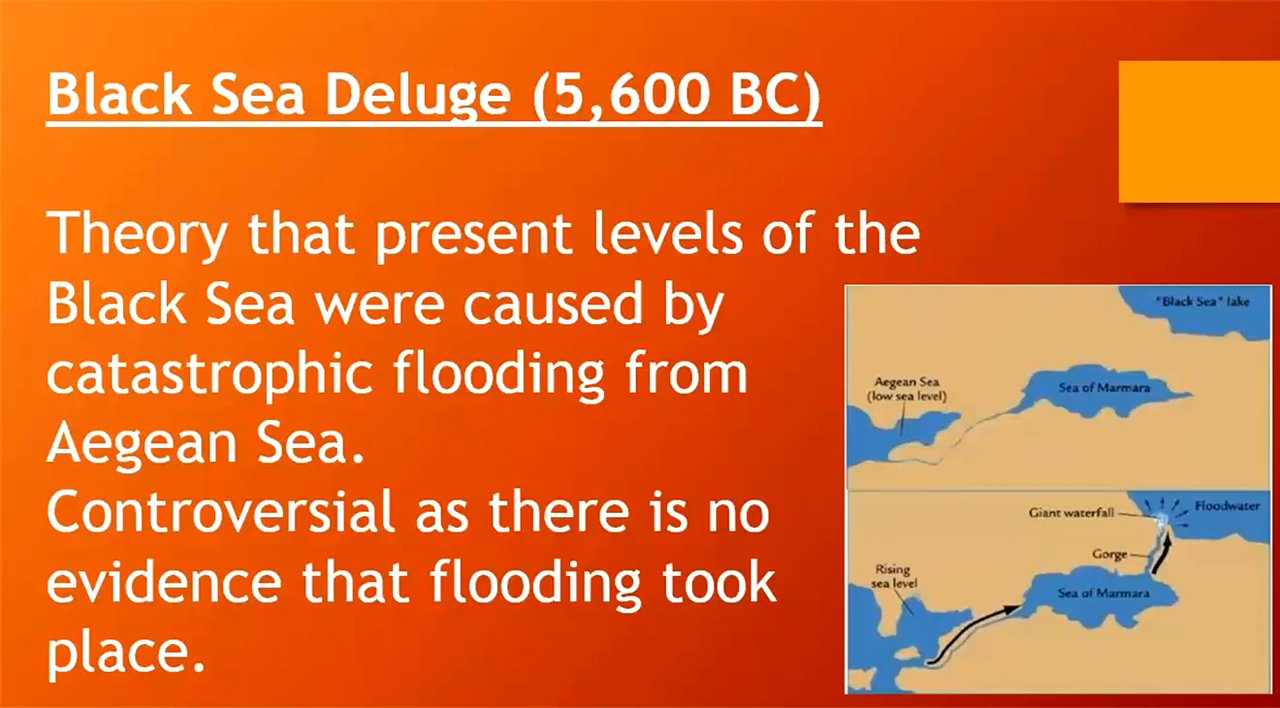 Black Sea Deluge (5,600 BC)
Theory that present levels of the
Black Sea were caused by
catastrophic flooding from
Aegean Sea.
Controversial as there is no
evidence that flooding took
place.
"Black Sea" lake
Aegean Sea
(low sea level)
Sea of Marmara
Giant waterfall
Floodwater
Gorge
Rising
sea level
Sea of Marmara